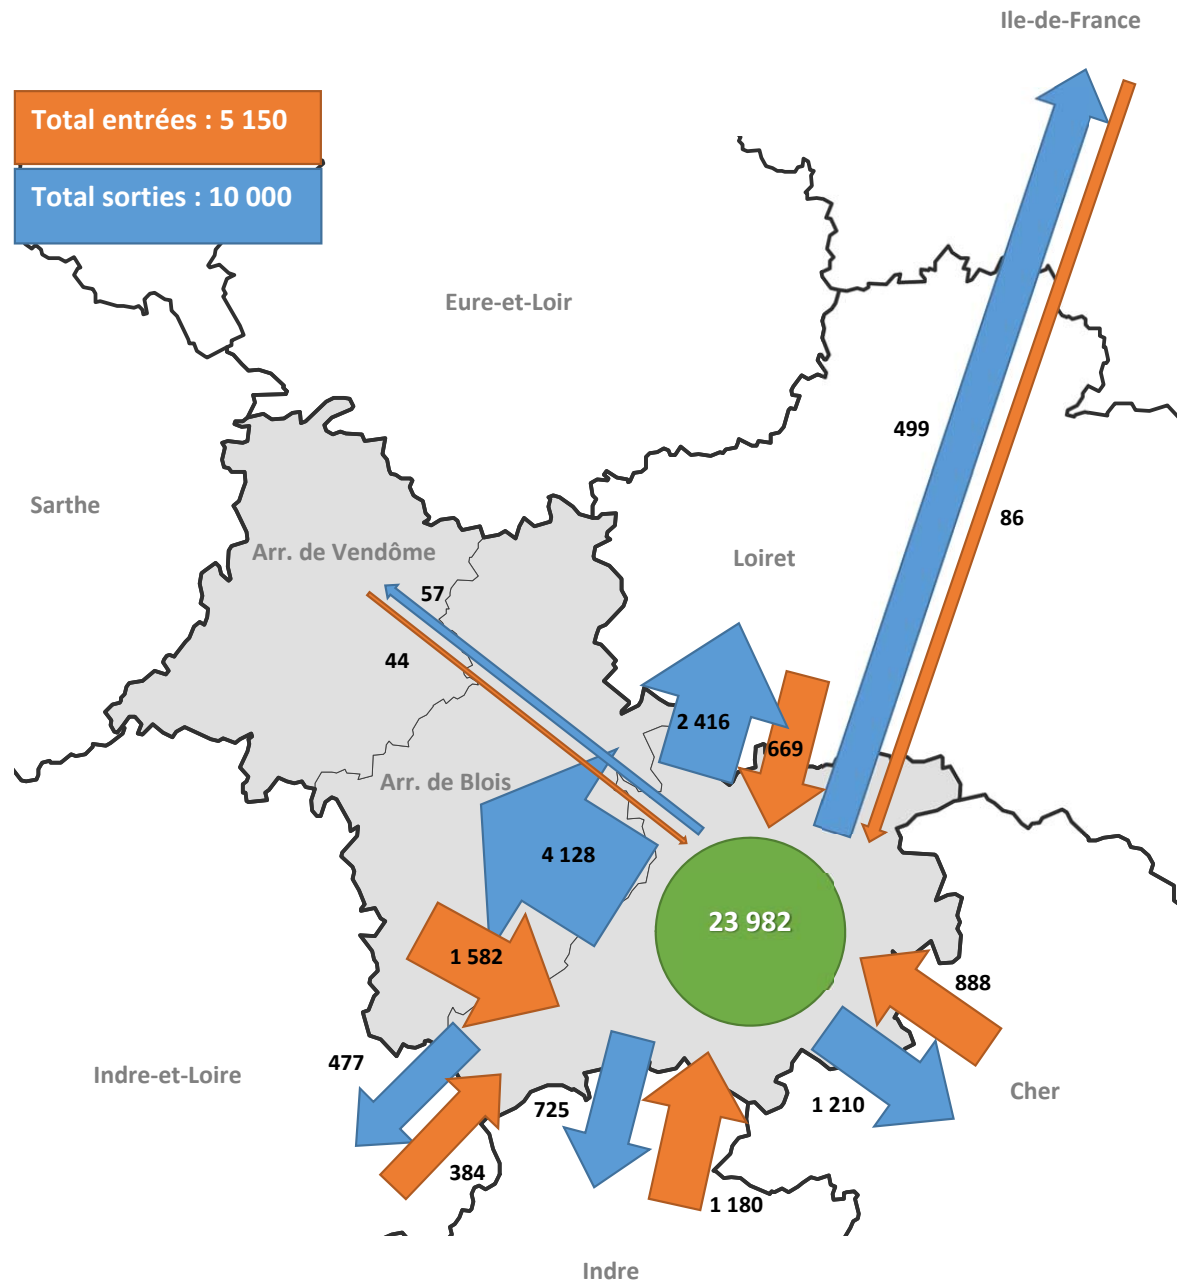 Ile-de-France
Total entrées : 5 150
Total sorties : 10 000
Eure-et-Loir
499
Sarthe
86
Arr. de Vendôme
Loiret
57
44
2 416
669
Arr. de Blois
4 128
23 982
1 582
888
477
Indre-et-Loire
725
1 210
Cher
384
1 180
Indre